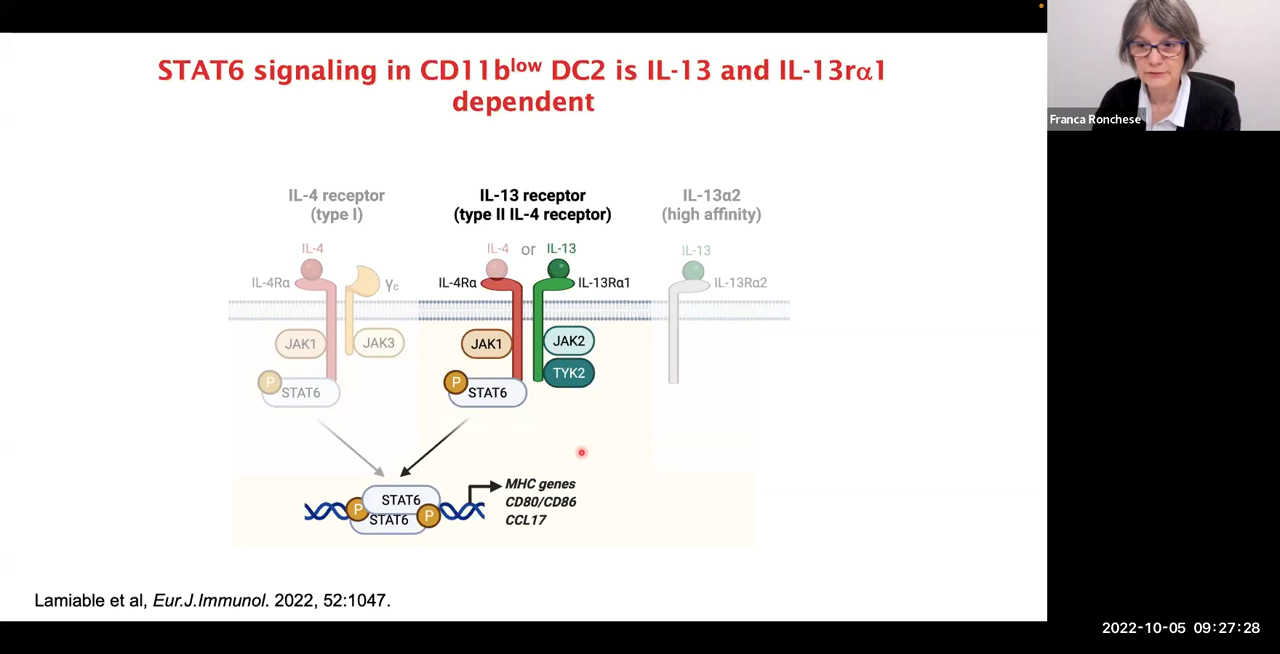 STAT6 signaling in CD11blow DC2 is IL-13 and IL-13rα1
dependent
Franca Ronchese
IL-4 receptor
(type I)
IL-13 receptor
(type II IL-4 receptor)
IL-13α2
(high affinity)
IL-4
IL-4 or IL-13
IL-13
IL-4Rα
γc
IL-4Rα
IL-13Rα1
IL-13Rα2
JAK1
JAK3
JAK1
JAK2
TYK2
P
STAT6
P
STAT6
P
STAT6
STAT6
P
MHC genes
CD80/CD86
CCL17
Lamiable et al, Eur.J.Immunol. 2022, 52:1047.
2022-10-05 09:27:28